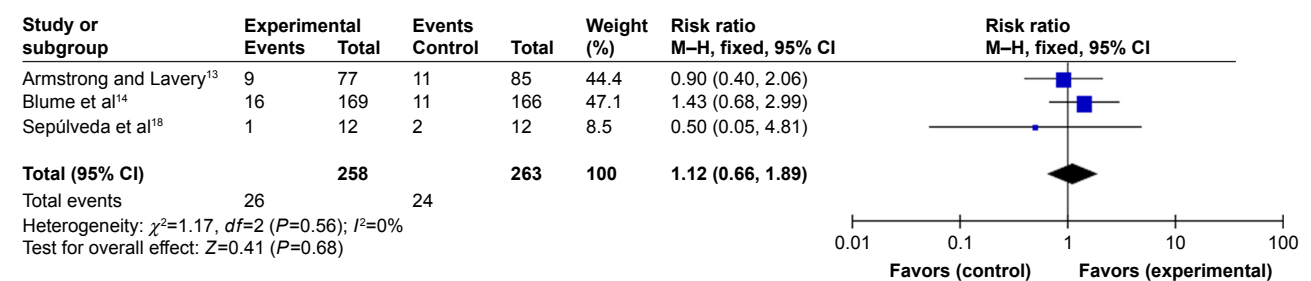 Study or subgroup Experimental Events Total Events Control Total Weight (%) Risk ratio M–H, fixed, 95% CI Risk ratio M–H, fixed, 95% CI
Armstrong and Lavery13 9 77 11 85 44.4 0.90 (0.40, 2.06)
Blume et al14 16 169 11 166 47.1 1.43 (0.68, 2.99)
Sepúlveda et al18 1 12 2 12 8.5 0.50 (0.05, 4.81)
Total (95% CI) 258 263 100 1.12 (0.66, 1.89)
Total events 26 24
Heterogeneity: χ²=1.17, df=2 (P=0.56); I²=0%
Test for overall effect: Z=0.41 (P=0.68)
0.01 0.1 1 10 100
Favors (control) Favors (experimental)